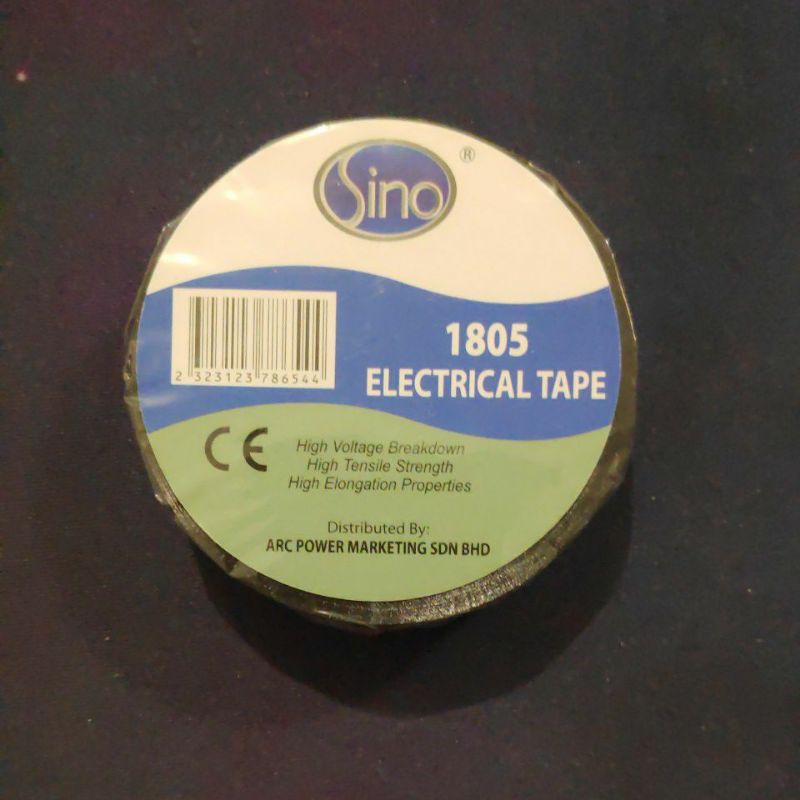 Sino ®
1805
ELECTRICAL TAPE
2 323123 786544
CE
High Voltage Breakdown
High Tensile Strength
High Elongation Properties
Distributed By:
ARC POWER MARKETING SDN BHD